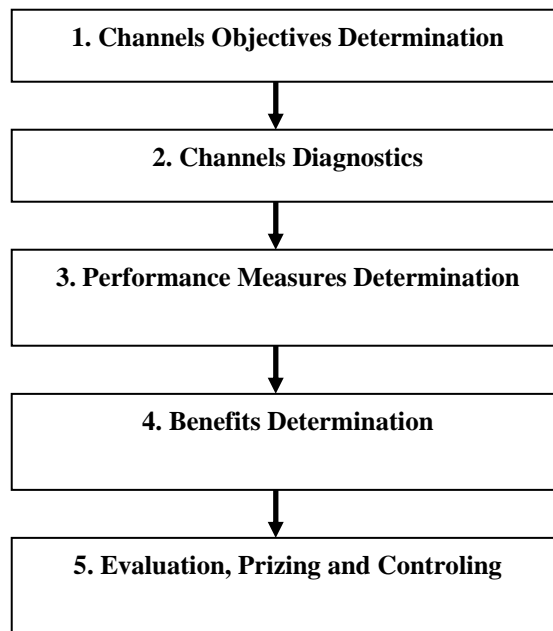 1. Channels Objectives Determination
2. Channels Diagnostics
3. Performance Measures Determination
4. Benefits Determination
5. Evaluation, Prizing and Controling